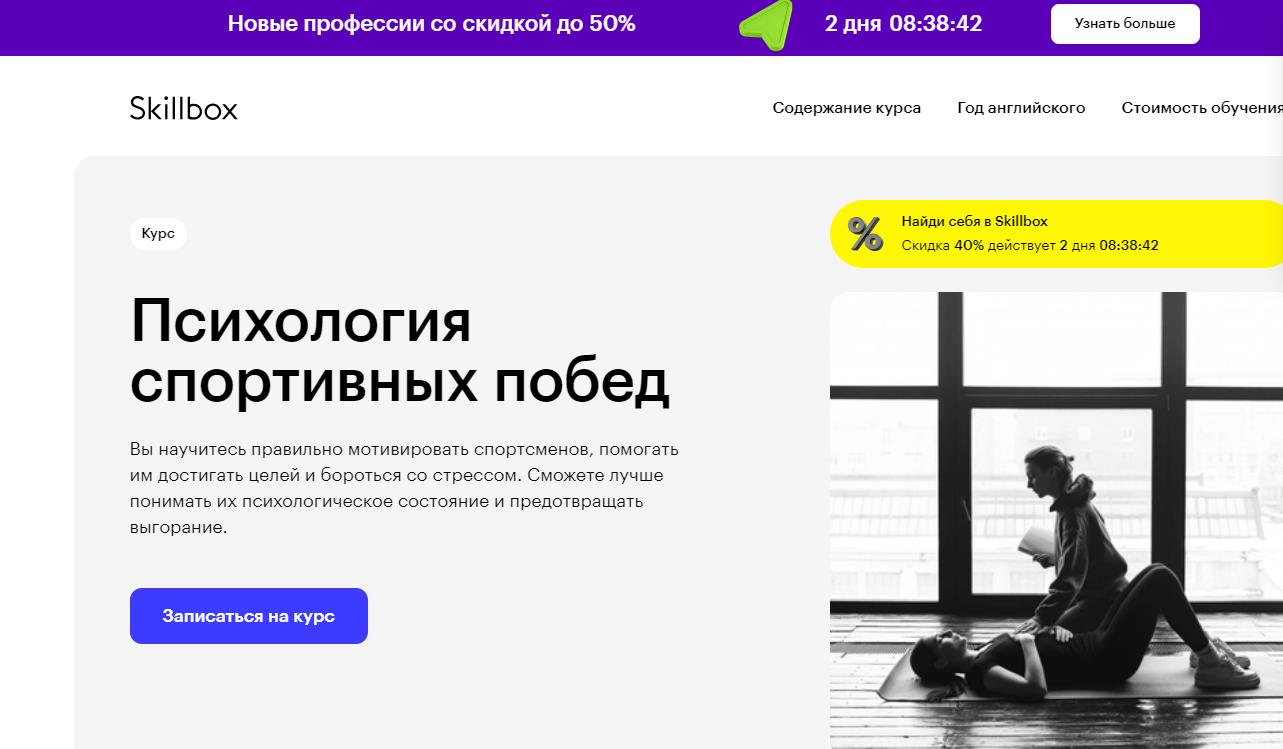 Новые профессии со скидкой до 50%
2 дня 08:38:42
Узнать больше
Skillbox
Содержание курса
Год английского
Стоимость обучения
Курс
Найди себя в Skillbox
Скидка 40% действует 2 дня 08:38:42
Психология
спортивных побед
Вы научитесь правильно мотивировать спортсменов, помогать
им достигать целей и бороться со стрессом. Сможете лучше
понимать их психологическое состояние и предотвращать
выгорание.
Записаться на курс